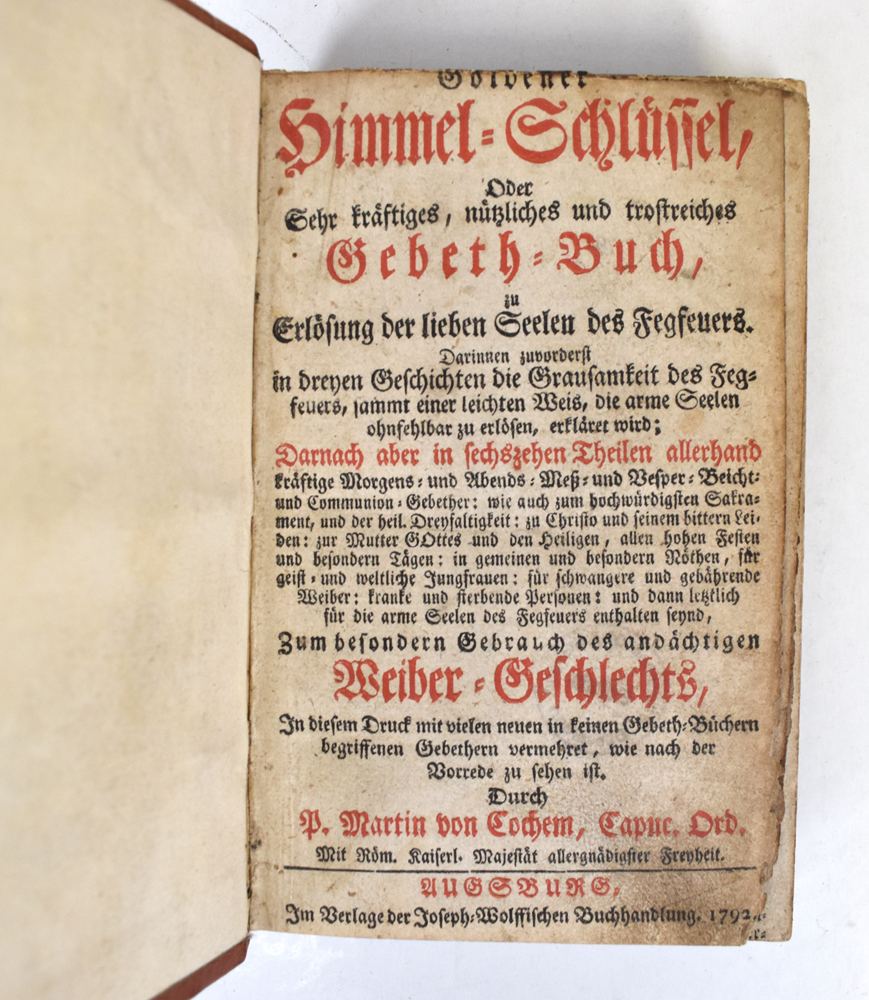 Goldener
Himmel-Schlüssel,
Oder
Sehr kräftiges, nützliches und trostreiches
Gebeth-Buch,
zu
Erlösung der lieben Seelen des Fegfeuers.
Darinnen zuvorderst
in dreyen Geschichten die Grausamkeit des Feg-
feuers, sammt einer leichten Weis, die arme Seelen
ohnfehlbar zu erlösen, erkläret wird;
Darnach aber in sechszehen Theilen allerhand
kräftige Morgens- und Abends- Meß- und Vesper- Beicht-
und Communion-Gebether: wie auch zum hochwürdigsten Sakra-
ment, und der heil. Dreyfaltigkeit: zu Christo und seinem bittern Lei-
den: zur Mutter GOttes und den Heiligen, allen hohen Festen
und besondern Tägen: in gemeinen und besondern Nöthen, für
geist- und weltliche Jungfrauen: für schwangere und gebährende
Weiber: kranke und sterbende Personen: und dann letztlich
für die arme Seelen des Fegfeuers enthalten seynd,
Zum besondern Gebrauch des andächtigen
Weiber-Geschlechts,
In diesem Druck mit vielen neuen in keinen Gebeth-Büchern
begriffenen Gebethern vermehret, wie nach der
Vorrede zu sehen ist.
Durch
P. Martin von Cochem, Capuc. Ord.
Mit Röm. Kaiserl. Majestät allergnädigster Freyheit.
AUGSBURG,
Im Verlage der Joseph-Wolffischen Buchhandlung. 1792.